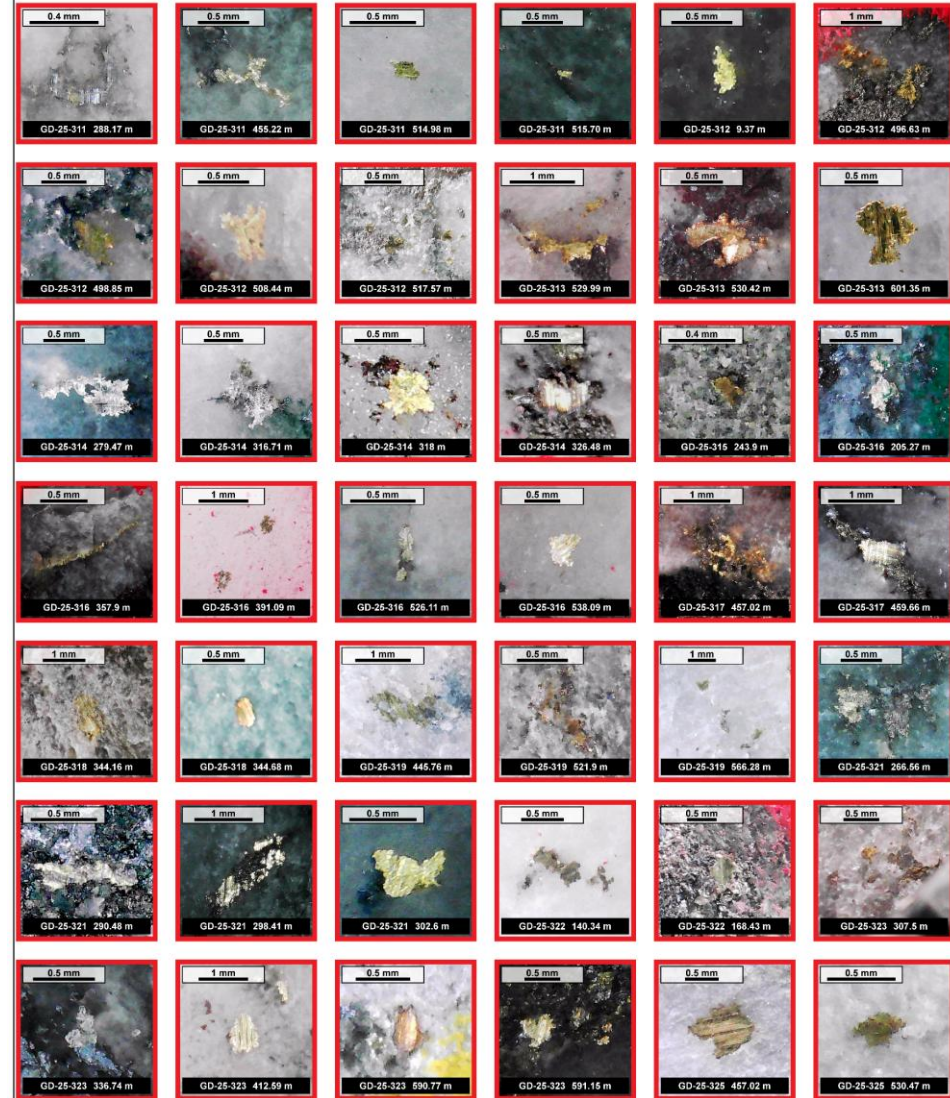 0.4 mm
GD-25-311 288.17 m
0.5 mm
GD-25-311 455.22 m
0.5 mm
GD-25-311 514.98 m
0.5 mm
GD-25-311 515.70 m
0.5 mm
GD-25-312 9.37 m
1 mm
GD-25-312 496.63 m
0.5 mm
GD-25-312 498.85 m
0.5 mm
GD-25-312 508.44 m
0.5 mm
GD-25-312 517.57 m
1 mm
GD-25-313 529.99 m
0.5 mm
GD-25-313 530.42 m
0.5 mm
GD-25-313 601.35 m
0.5 mm
GD-25-314 279.47 m
0.5 mm
GD-25-314 316.71 m
0.5 mm
GD-25-314 318 m
0.5 mm
GD-25-314 326.48 m
0.4 mm
GD-25-315 243.9 m
0.5 mm
GD-25-316 205.27 m
0.5 mm
GD-25-316 357.9 m
1 mm
GD-25-316 391.09 m
0.5 mm
GD-25-316 526.11 m
0.5 mm
GD-25-316 538.09 m
1 mm
GD-25-317 457.02 m
1 mm
GD-25-317 459.66 m
1 mm
GD-25-318 344.16 m
0.5 mm
GD-25-318 344.68 m
1 mm
GD-25-319 445.76 m
0.5 mm
GD-25-319 521.9 m
1 mm
GD-25-319 566.28 m
0.5 mm
GD-25-321 266.56 m
0.5 mm
GD-25-321 290.48 m
1 mm
GD-25-321 298.41 m
0.5 mm
GD-25-321 302.6 m
0.5 mm
GD-25-322 140.34 m
0.5 mm
GD-25-322 168.43 m
0.5 mm
GD-25-323 307.5 m
0.5 mm
GD-25-323 336.74 m
1 mm
GD-25-323 412.59 m
0.5 mm
GD-25-323 590.77 m
0.5 mm
GD-25-323 591.15 m
0.5 mm
GD-25-325 457.02 m
0.5 mm
GD-25-325 530.47 m